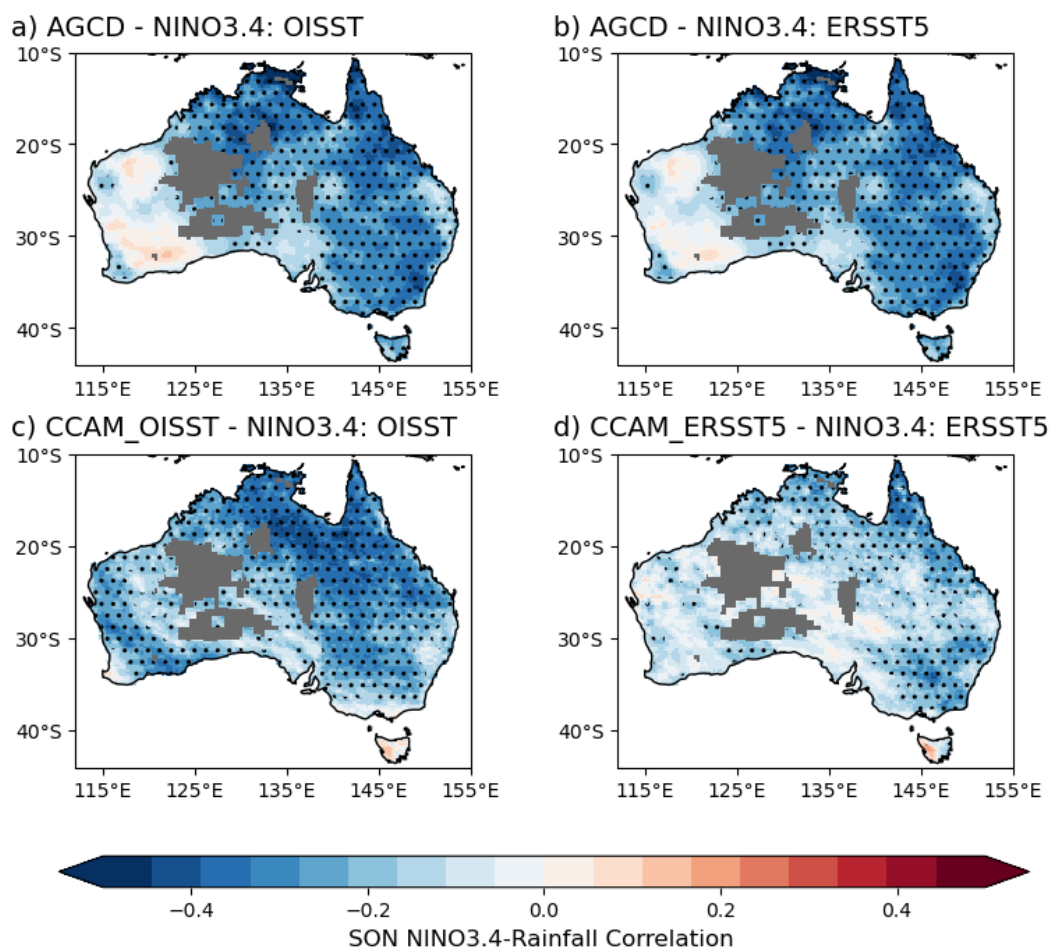 a) AGCD - NINO3.4: OISST
b) AGCD - NINO3.4: ERSST5
10°S
20°S
30°S
40°S
115°E 125°E 135°E 145°E 155°E
10°S
20°S
30°S
40°S
115°E 125°E 135°E 145°E 155°E
c) CCAM_OISST - NINO3.4: OISST
d) CCAM_ERSST5 - NINO3.4: ERSST5
10°S
20°S
30°S
40°S
115°E 125°E 135°E 145°E 155°E
10°S
20°S
30°S
40°S
115°E 125°E 135°E 145°E 155°E
−0.4 −0.2 0.0 0.2 0.4
SON NINO3.4-Rainfall Correlation